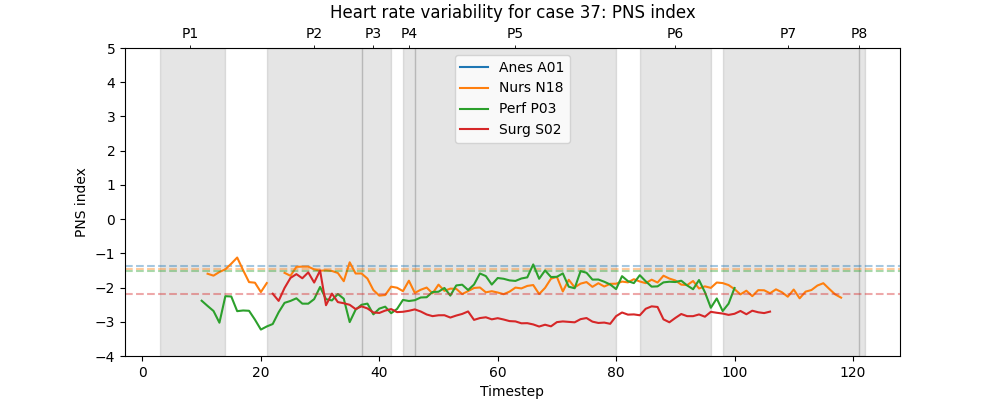 Heart rate variability for case 37: PNS index
P1 P2 P3 P4 P5 P6 P7 P8
5
4
3
2
1
0
−1
−2
−3
−4
PNS index
Anes A01
Nurs N18
Perf P03
Surg S02
0 20 40 60 80 100 120
Timestep